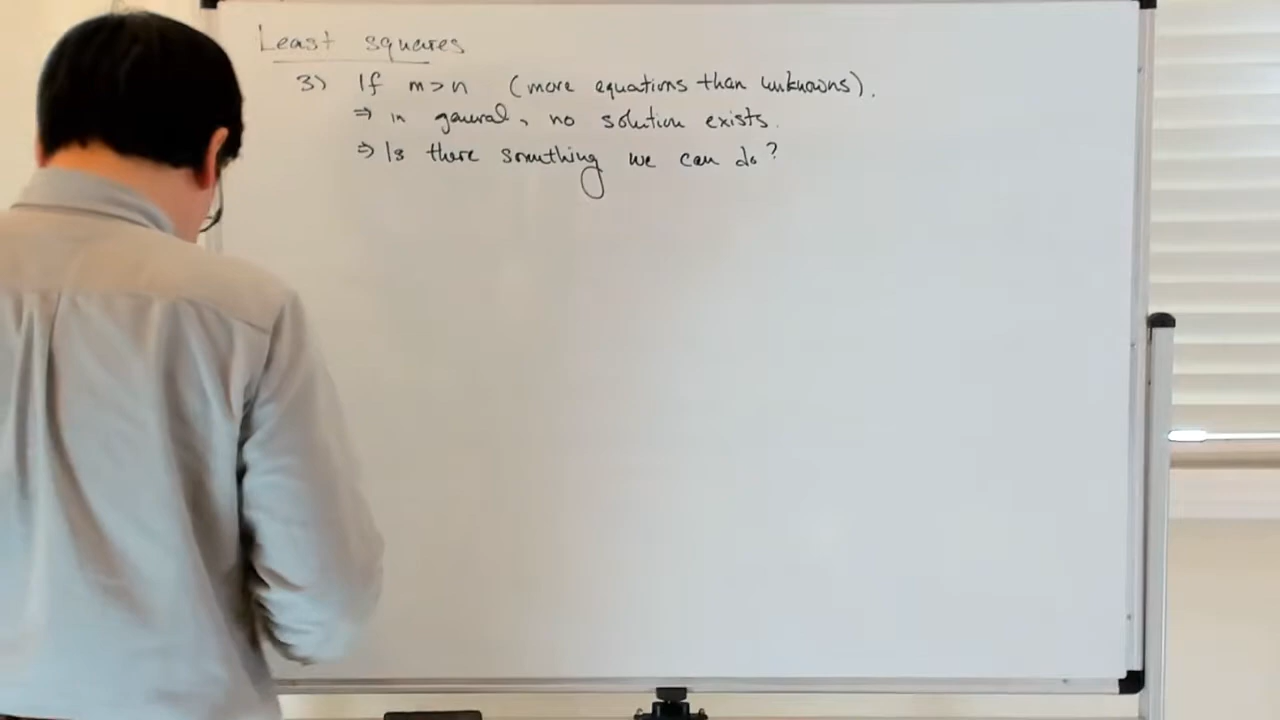 Least squares
3) If m > n (more equations than unknowns).
⇒ in general, no solution exists.
⇒ Is there something we can do?